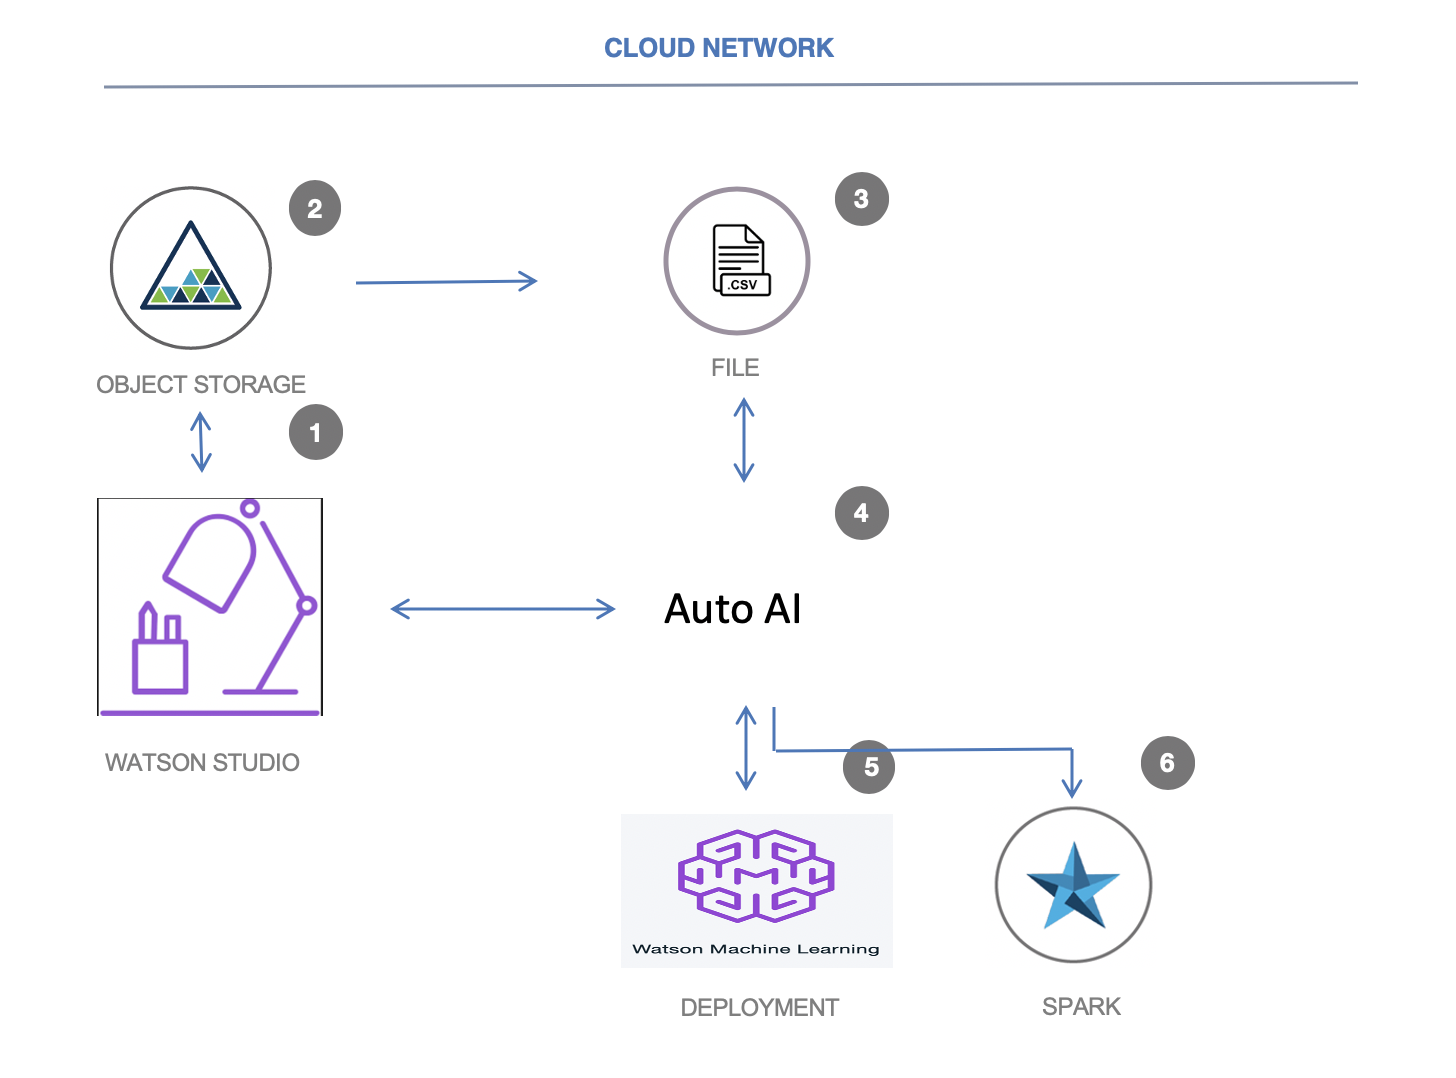 CLOUD NETWORK
2
3
.CSV
FILE
OBJECT STORAGE
1
4
Auto AI
WATSON STUDIO
5
6
Watson Machine Learning
DEPLOYMENT
SPARK